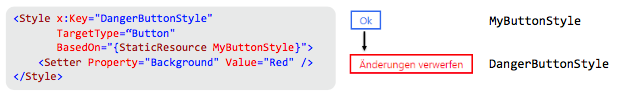 <Style x:Key="DangerButtonStyle"
TargetType=“Button"
BasedOn="{StaticResource MyButtonStyle}">
<Setter Property="Background" Value="Red" />
</Style>
Ok
MyButtonStyle
Änderungen verwerfen
DangerButtonStyle